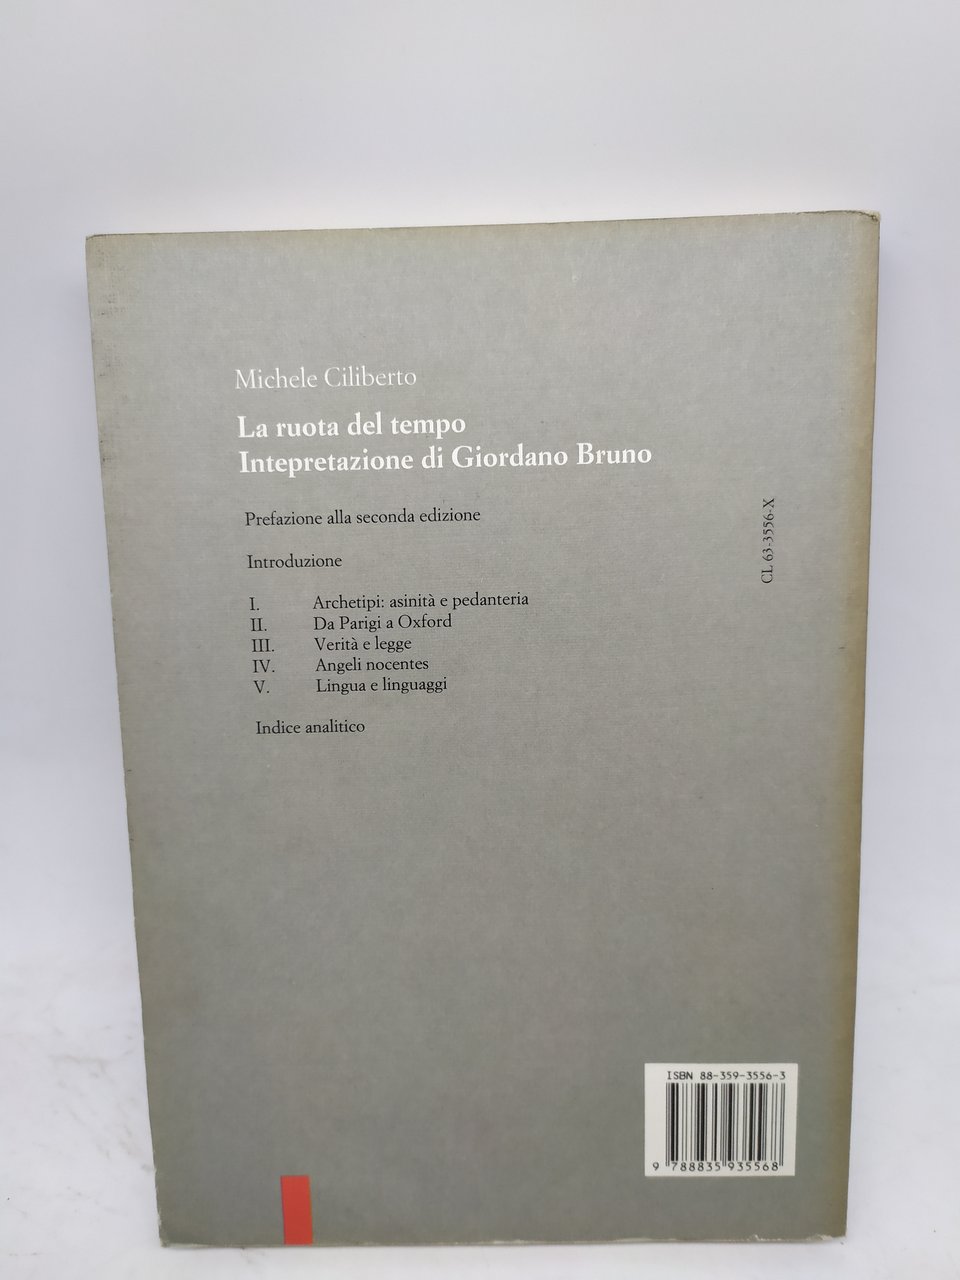 Michele Ciliberto
La ruota del tempo
Intepretazione di Giordano Bruno
Prefazione alla seconda edizione
Introduzione
I. Archetipi: asinità e pedanteria
II. Da Parigi a Oxford
III. Verità e legge
IV. Angeli nocentes
V. Lingua e linguaggi
Indice analitico
CL 63-3556-X
ISBN 88-359-3556-3
9 788835 935568